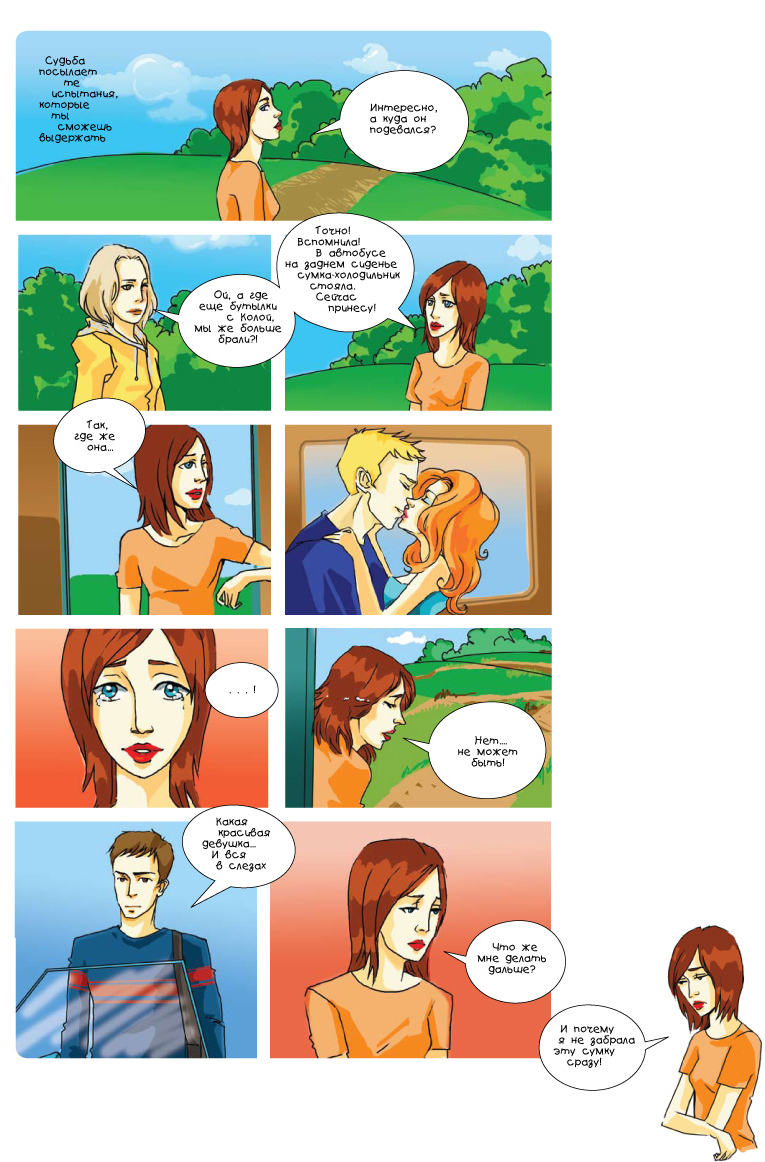 Судьба
посылает
те
испытания,
которые
ты
сможешь
выдержать
Интересно,
а куда он
подевался?
Ой, а где
еще бутылки
с Колой,
мы же больше
брали?!
Точно!
Вспомнила!
В автобусе
на заднем сиденье
сумка-холодильник
стояла.
Сейчас
принесу!
Так,
где же
она...
. . . !
Нет....
не может
быть!
Какая
красивая
девушка...
И вся
в слезах
Что же
мне делать
дальше?
И почему
я не забрала
эту сумку
сразу!